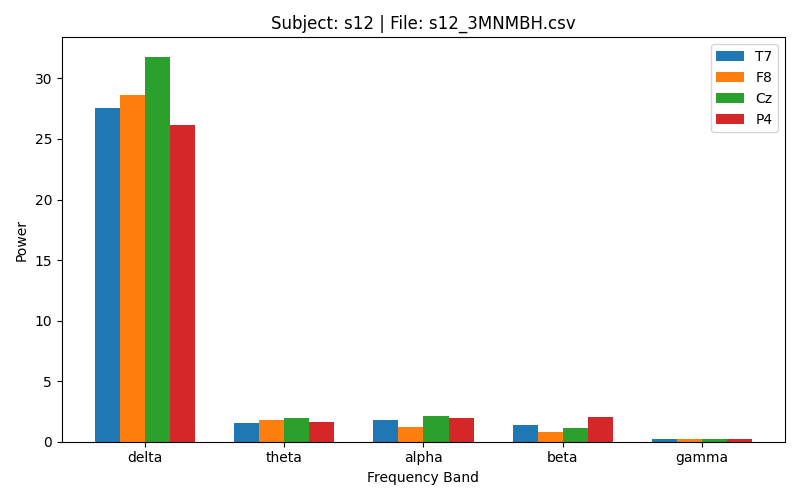 Subject: s12 | File: s12_3MNMBH.csv
T7
F8
Cz
P4
Power
30
25
20
15
10
5
0
delta theta alpha beta gamma
Frequency Band